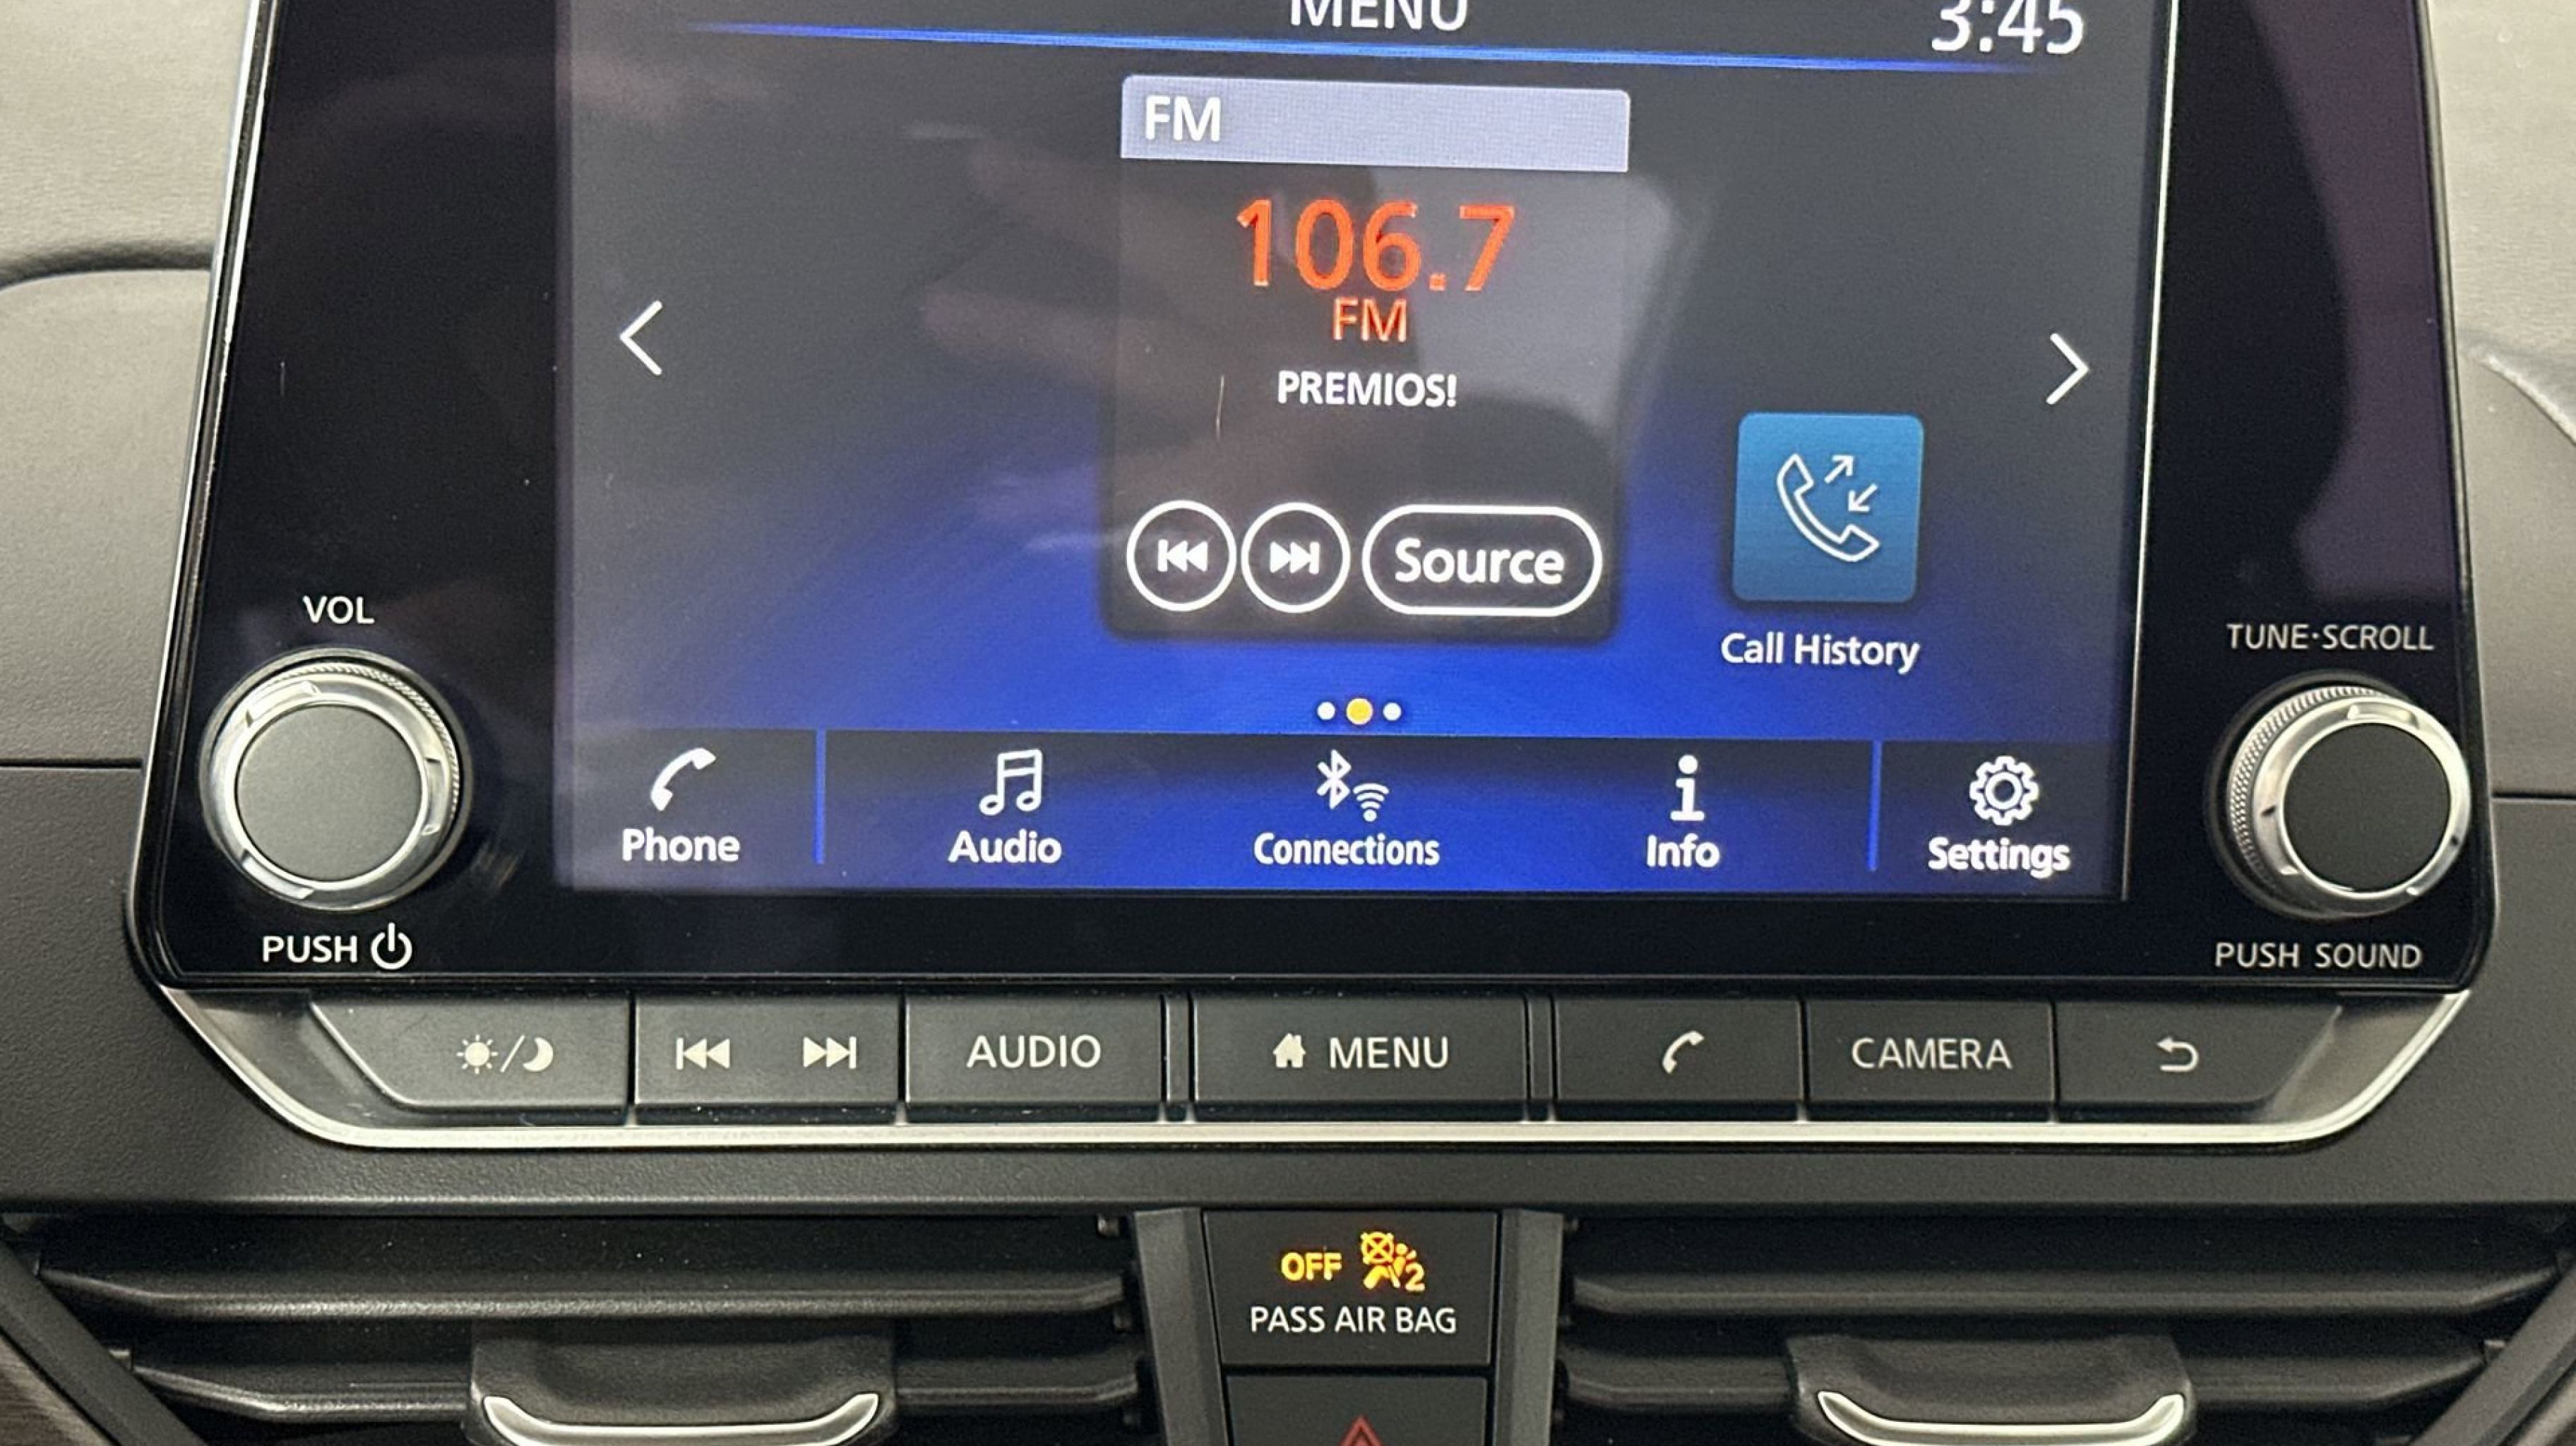 MENU
3:45
FM
106.7
FM
PREMIOS!
Source
Call History
VOL
TUNE·SCROLL
Phone
Audio
Connections
Info
Settings
PUSH
PUSH SOUND
AUDIO
MENU
CAMERA
OFF 2
PASS AIR BAG